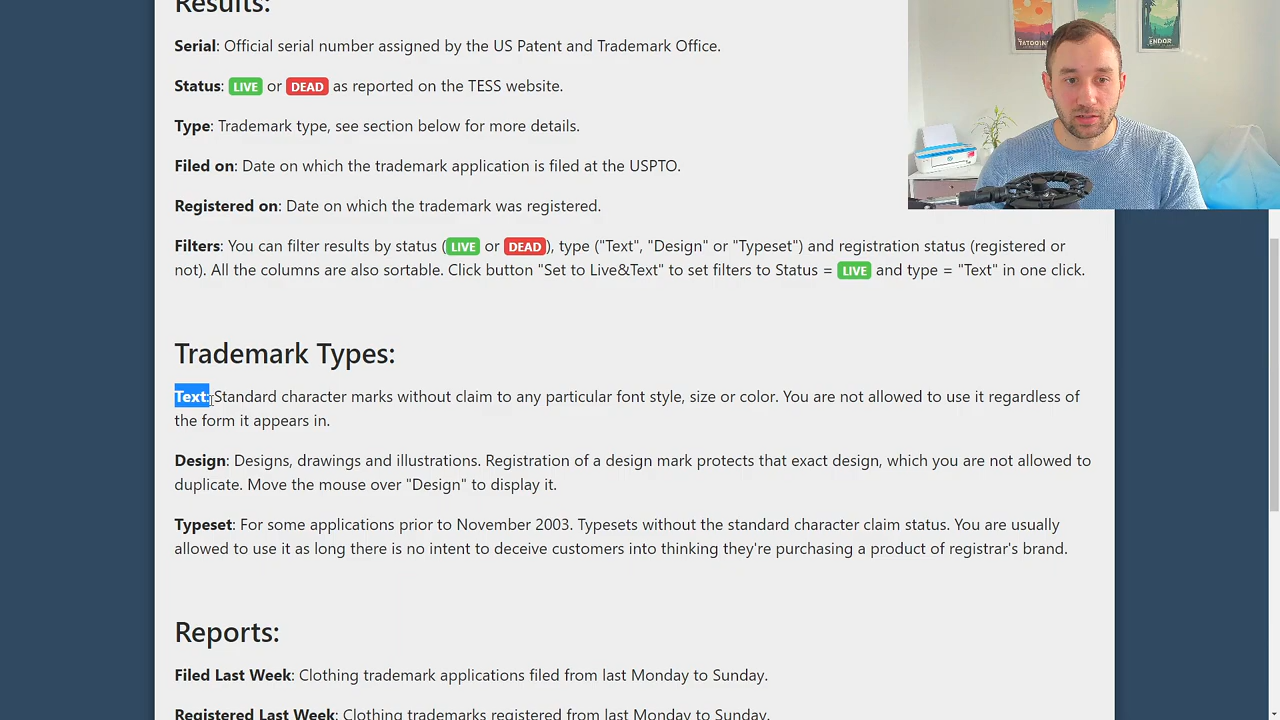 Results:
Serial: Official serial number assigned by the US Patent and Trademark Office.
Status: LIVE or DEAD as reported on the TESS website.
Type: Trademark type, see section below for more details.
Filed on: Date on which the trademark application is filed at the USPTO.
Registered on: Date on which the trademark was registered.
Filters: You can filter results by status (LIVE or DEAD), type ("Text", "Design" or "Typeset") and registration status (registered or
not). All the columns are also sortable. Click button "Set to Live&Text" to set filters to Status = LIVE and type = "Text" in one click.
Trademark Types:
Text: Standard character marks without claim to any particular font style, size or color. You are not allowed to use it regardless of
the form it appears in.
Design: Designs, drawings and illustrations. Registration of a design mark protects that exact design, which you are not allowed to
duplicate. Move the mouse over "Design" to display it.
Typeset: For some applications prior to November 2003. Typesets without the standard character claim status. You are usually
allowed to use it as long there is no intent to deceive customers into thinking they're purchasing a product of registrar's brand.
Reports:
Filed Last Week: Clothing trademark applications filed from last Monday to Sunday.
Registered Last Week: Clothing trademarks registered from last Monday to Sunday.
TATOOINE
ENDOR